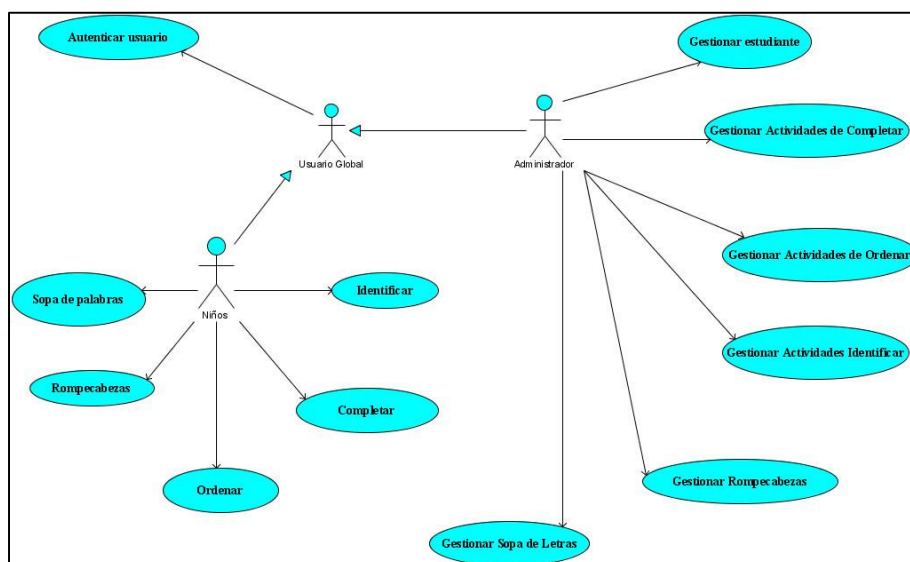 Autenticar usuario
Gestionar estudiante
Gestionar Actividades de Completar
Usuario Global
Administrador
Gestionar Actividades de Ordenar
Sopa de palabras
Identificar
Niños
Gestionar Actividades Identificar
Rompecabezas
Completar
Gestionar Rompecabezas
Ordenar
Gestionar Sopa de Letras